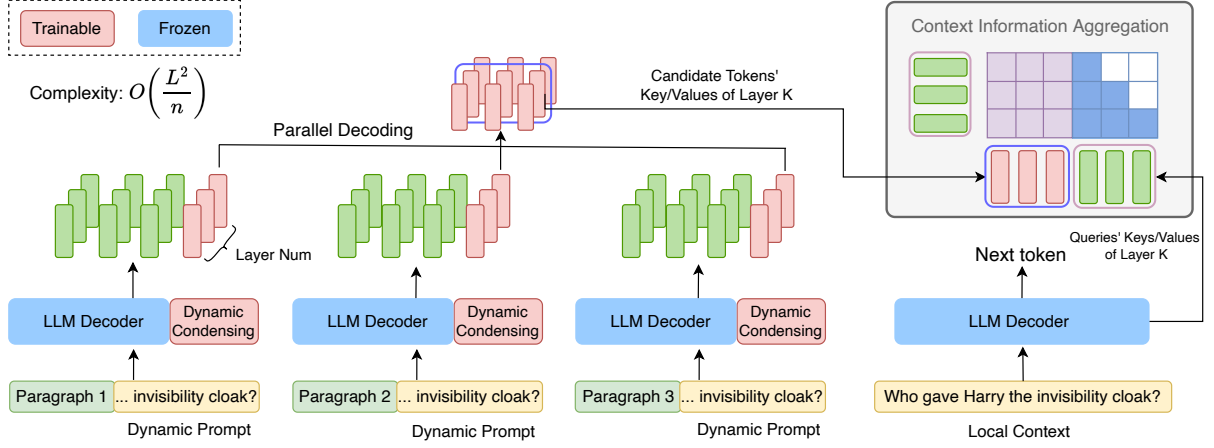 Trainable
Frozen
Complexity: O(L²/n)
Parallel Decoding
Candidate Tokens'
Key/Values of Layer K
Context Information Aggregation
Layer Num
Queries' Keys/Values
of Layer K
Next token
LLM Decoder
Dynamic
Condensing
LLM Decoder
Dynamic
Condensing
LLM Decoder
Dynamic
Condensing
LLM Decoder
Paragraph 1
... invisibility cloak?
Paragraph 2
... invisibility cloak?
Paragraph 3
... invisibility cloak?
Who gave Harry the invisibility cloak?
Dynamic Prompt
Dynamic Prompt
Dynamic Prompt
Local Context